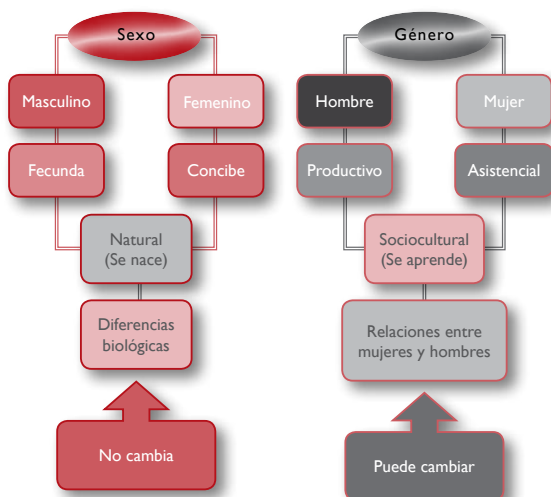 Sexo
Masculino
Femenino
Fecunda
Concibe
Natural
(Se nace)
Diferencias
biológicas
No cambia
Género
Hombre
Mujer
Productivo
Asistencial
Sociocultural
(Se aprende)
Relaciones entre
mujeres y hombres
Puede cambiar